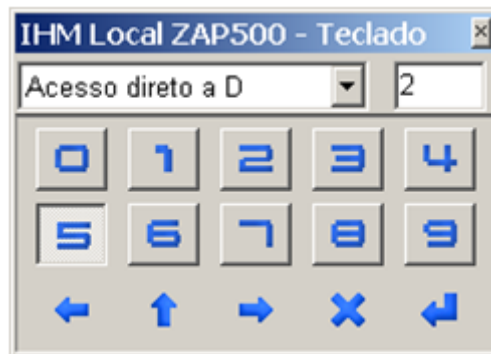 IHM Local ZAP500 - Teclado
Acesso direto a D 2
0 1 2 3 4
5 6 7 8 9